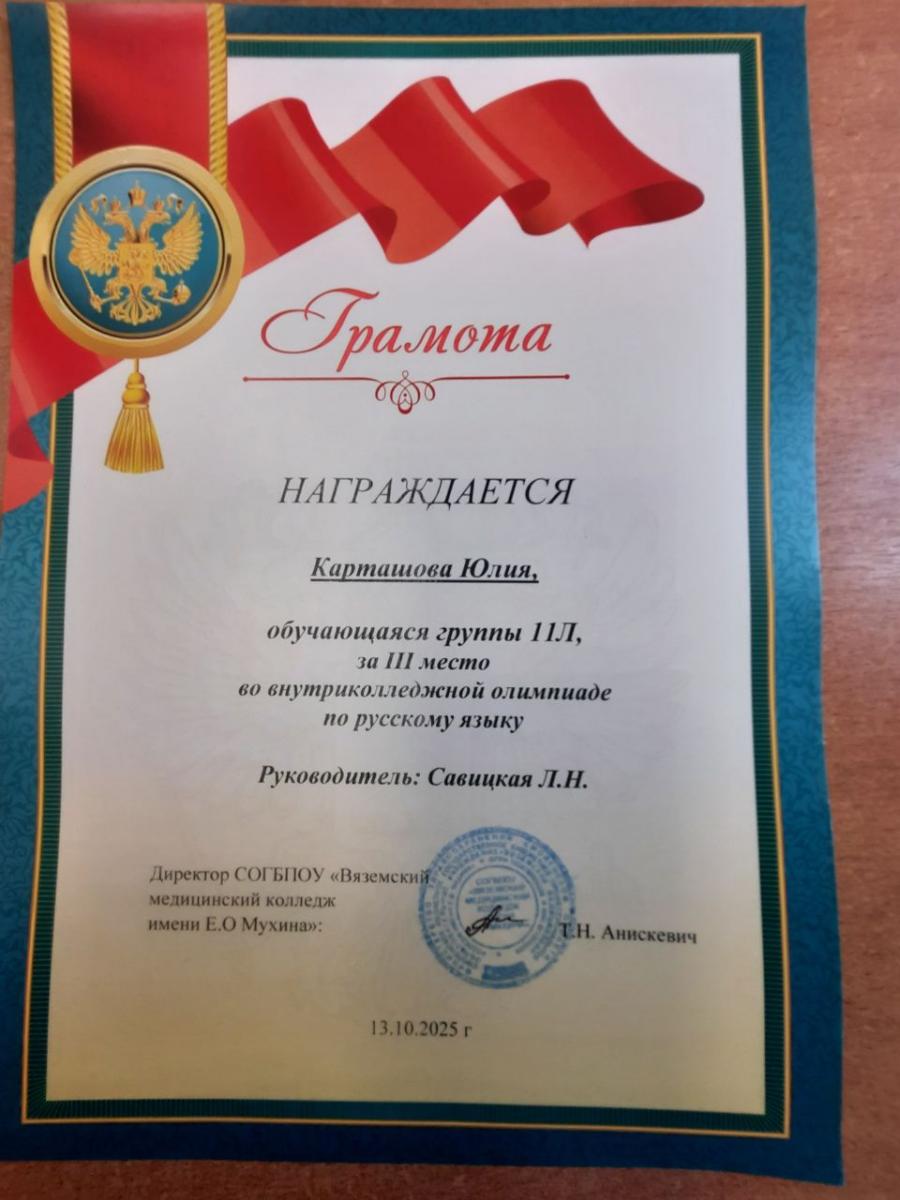 Грамота
НАГРАЖДАЕТСЯ
Карташова Юлия,
обучающаяся группы 11Л,
за III место
во внутриколледжной олимпиаде
по русскому языку
Руководитель: Савицкая Л.Н.
Директор СОГБПОУ «Вяземский
медицинский колледж
имени Е.О Мухина»:
Т.Н. Анискевич
13.10.2025 г